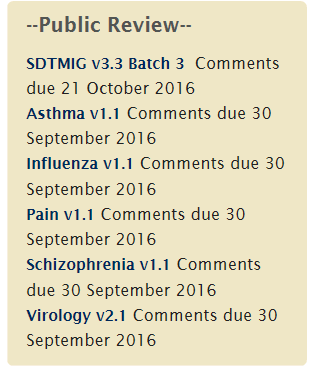 --Public Review--
SDTMIG v3.3 Batch 3  Comments
due 21 October 2016
Asthma v1.1 Comments due 30
September 2016
Influenza v1.1 Comments due 30
September 2016
Pain v1.1 Comments due 30
September 2016
Schizophrenia v1.1 Comments
due 30 September 2016
Virology v2.1 Comments due 30
September 2016